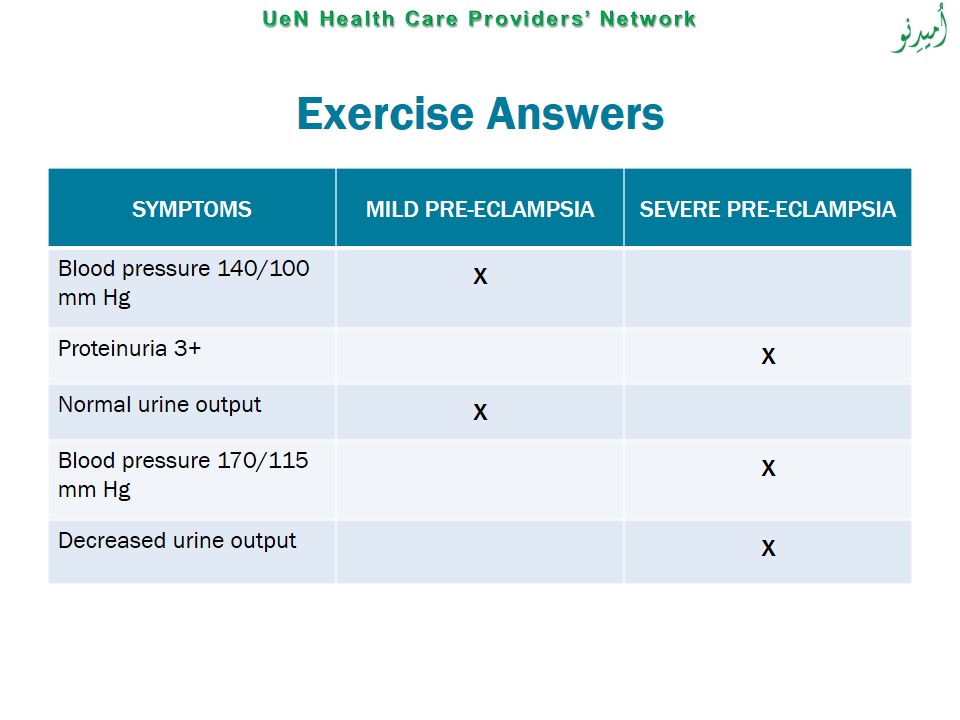 UeN Health Care Providers' Network
اُمیدِنو
Exercise Answers
SYMPTOMS MILD PRE-ECLAMPSIA SEVERE PRE-ECLAMPSIA
Blood pressure 140/100 X
mm Hg
Proteinuria 3+ X
Normal urine output X
Blood pressure 170/115 X
mm Hg
Decreased urine output X